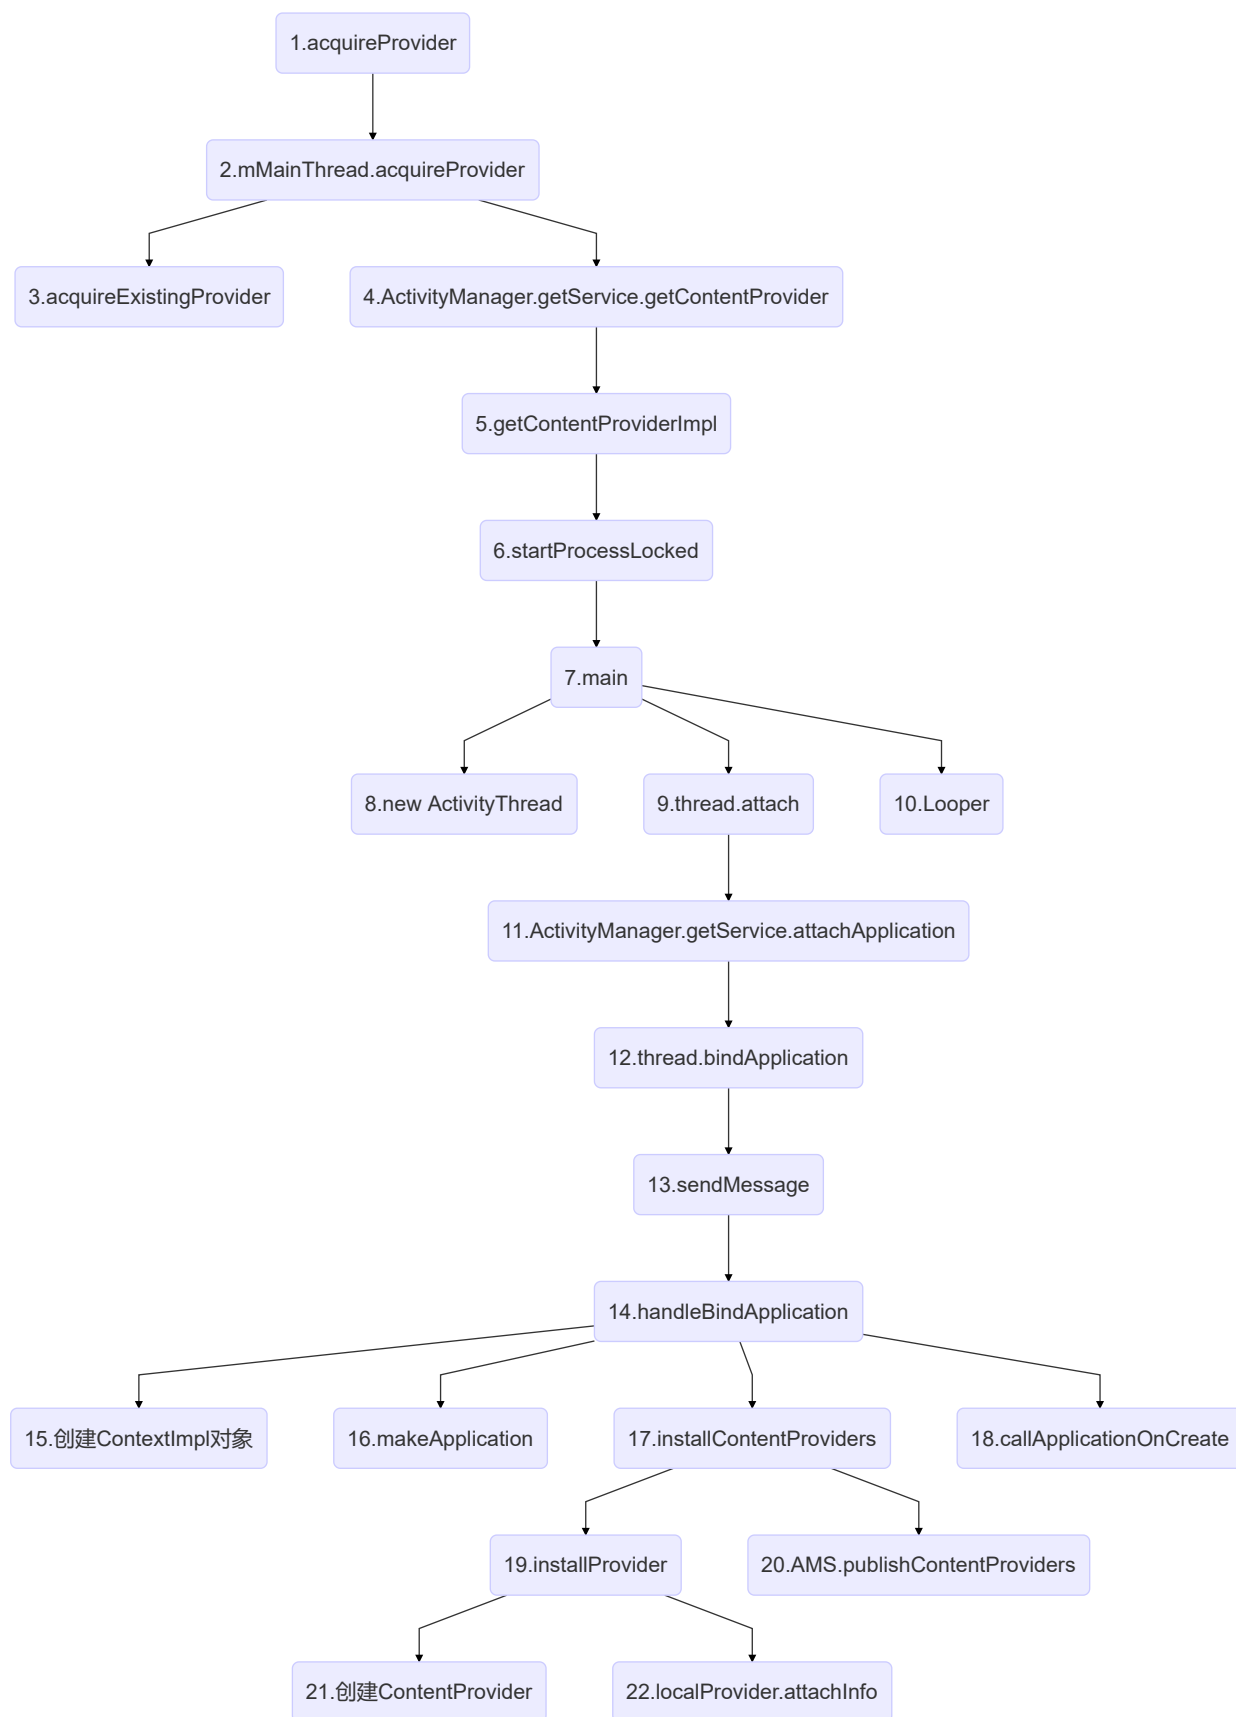 1.acquireProvider
2.mMainThread.acquireProvider
3.acquireExistingProvider
4.ActivityManager.getService.getContentProvider
5.getContentProviderImpl
6.startProcessLocked
7.main
8.new ActivityThread
9.thread.attach
10.Looper
11.ActivityManager.getService.attachApplication
12.thread.bindApplication
13.sendMessage
14.handleBindApplication
15.创建ContextImpl对象
16.makeApplication
17.installContentProviders
18.callApplicationOnCreate
19.installProvider
20.AMS.publishContentProviders
21.创建ContentProvider
22.localProvider.attachInfo